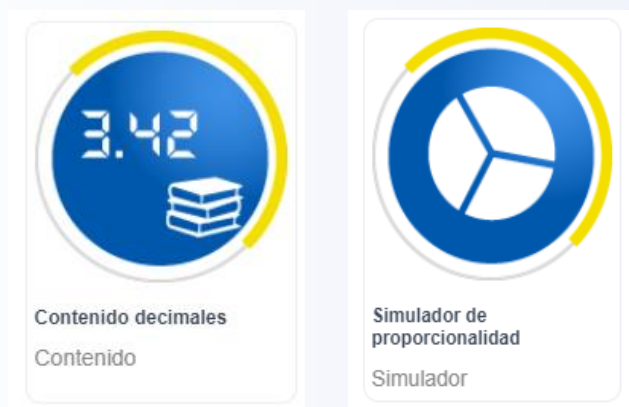 3.42
Contenido decimales
Contenido
Simulador de
proporcionalidad
Simulador